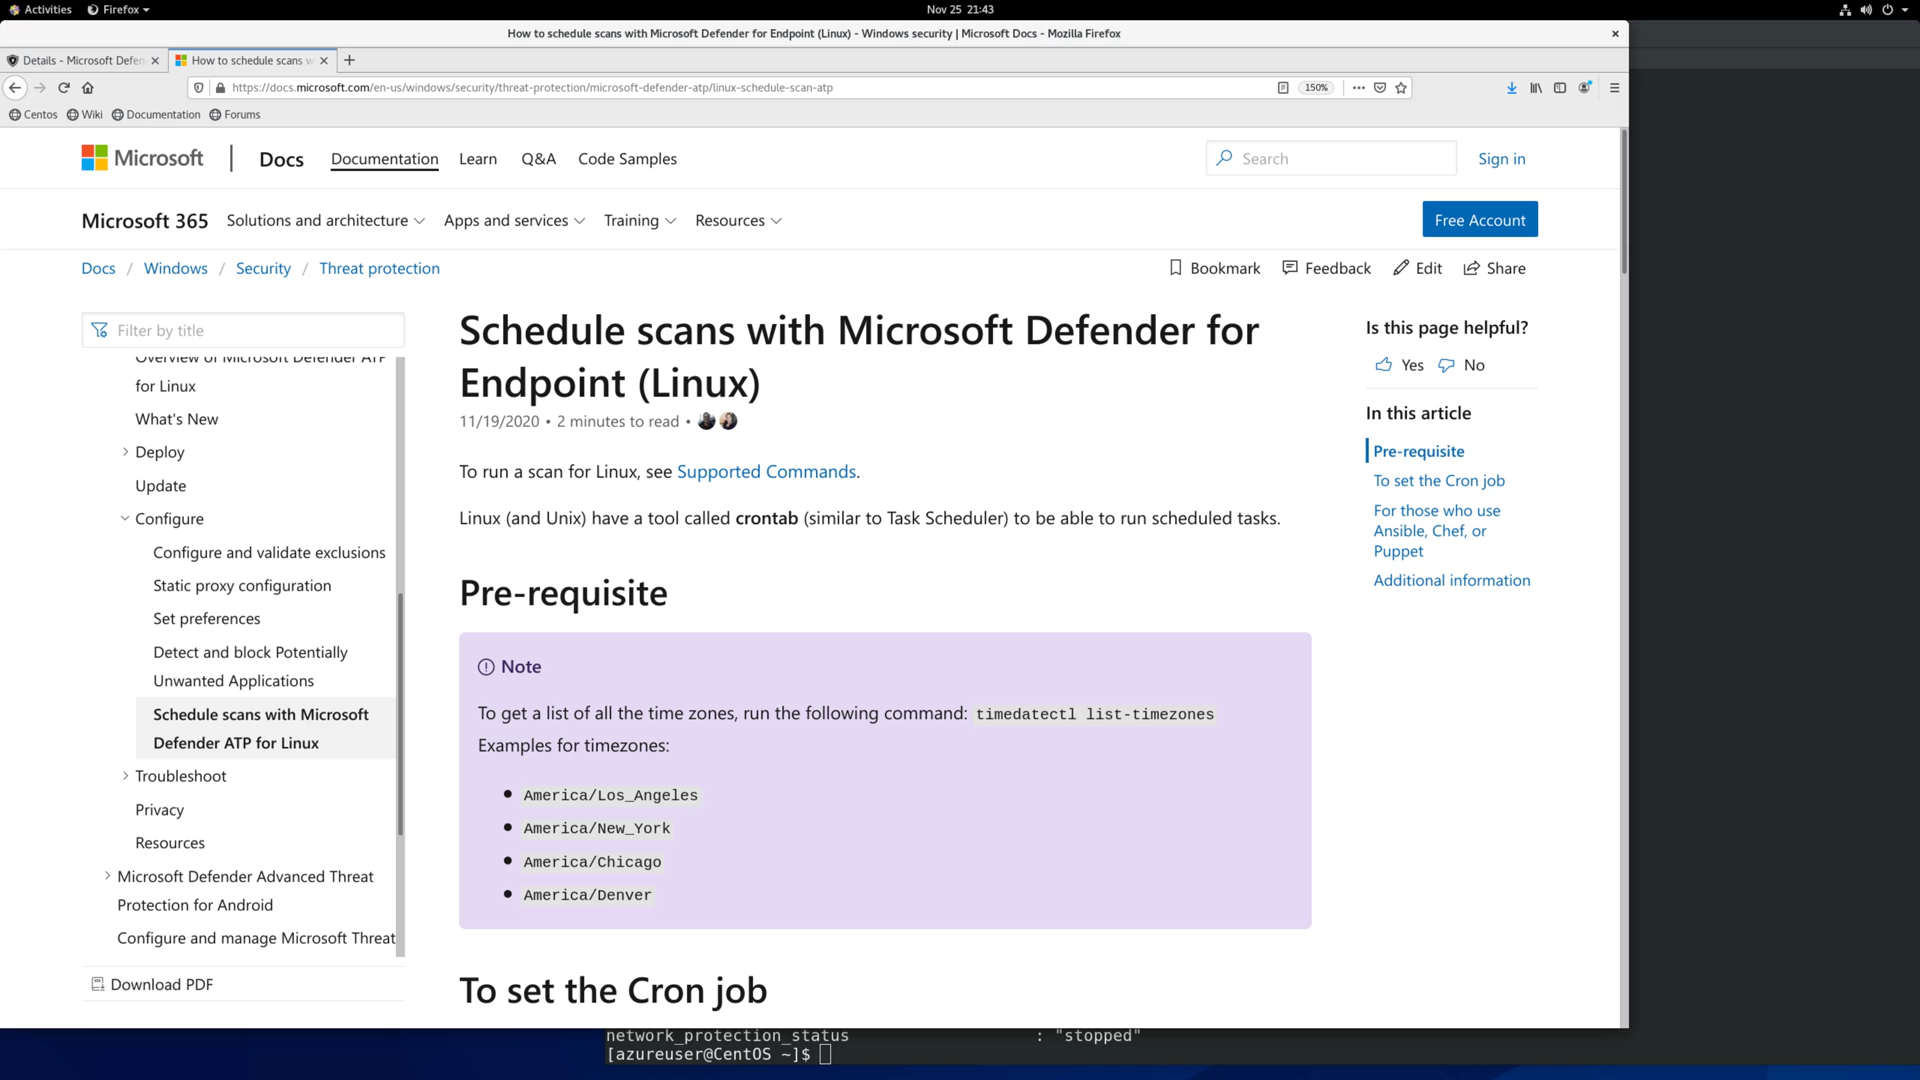 Activities
Firefox
Nov 25 21:43
How to schedule scans with Microsoft Defender for Endpoint (Linux) - Windows security | Microsoft Docs - Mozilla Firefox
Details - Microsoft Defen
How to schedule scans w
https://docs.microsoft.com/en-us/windows/security/threat-protection/microsoft-defender-atp/linux-schedule-scan-atp
150%
Centos
Wiki
Documentation
Forums
Microsoft
Docs
Documentation
Learn
Q&A
Code Samples
Search
Sign in
Microsoft 365
Solutions and architecture
Apps and services
Training
Resources
Free Account
Docs / Windows / Security / Threat protection
Bookmark
Feedback
Edit
Share
Filter by title
Overview of Microsoft Defender ATP
for Linux
What's New
Deploy
Update
Configure
Configure and validate exclusions
Static proxy configuration
Set preferences
Detect and block Potentially
Unwanted Applications
Schedule scans with Microsoft
Defender ATP for Linux
Troubleshoot
Privacy
Resources
Microsoft Defender Advanced Threat
Protection for Android
Configure and manage Microsoft Threat
Download PDF
Schedule scans with Microsoft Defender for
Endpoint (Linux)
11/19/2020 • 2 minutes to read •
To run a scan for Linux, see Supported Commands.
Linux (and Unix) have a tool called crontab (similar to Task Scheduler) to be able to run scheduled tasks.
Pre-requisite
Note
To get a list of all the time zones, run the following command: timedatectl list-timezones
Examples for timezones:
• America/Los_Angeles
• America/New_York
• America/Chicago
• America/Denver
To set the Cron job
Is this page helpful?
Yes
No
In this article
Pre-requisite
To set the Cron job
For those who use
Ansible, Chef, or
Puppet
Additional information
network_protection_status : "stopped"
[azureuser@CentOS ~]$